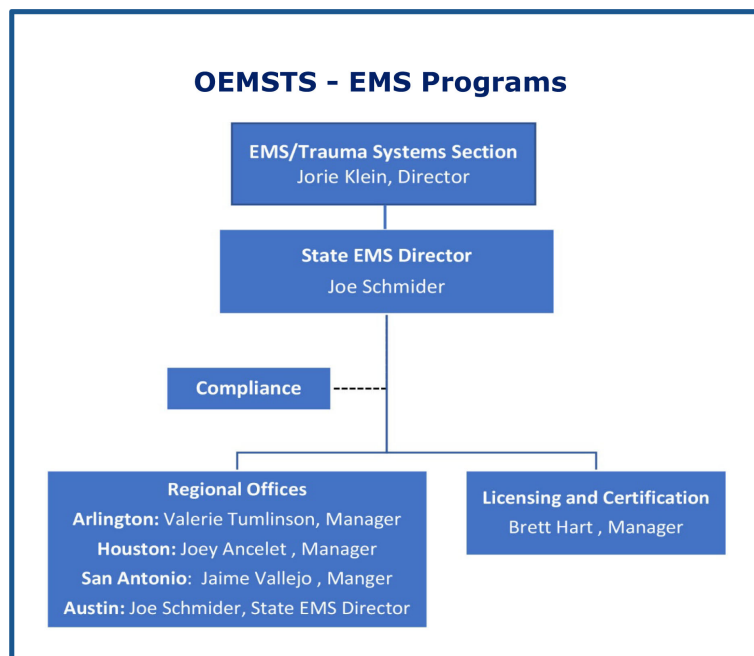 OEMSTS - EMS Programs
EMS/Trauma Systems Section
Jorie Klein, Director
State EMS Director
Joe Schmider
Compliance
Regional Offices
Arlington: Valerie Tumlinson, Manager
Houston: Joey Ancelet , Manager
San Antonio: Jaime Vallejo , Manger
Austin: Joe Schmider, State EMS Director
Licensing and Certification
Brett Hart , Manager